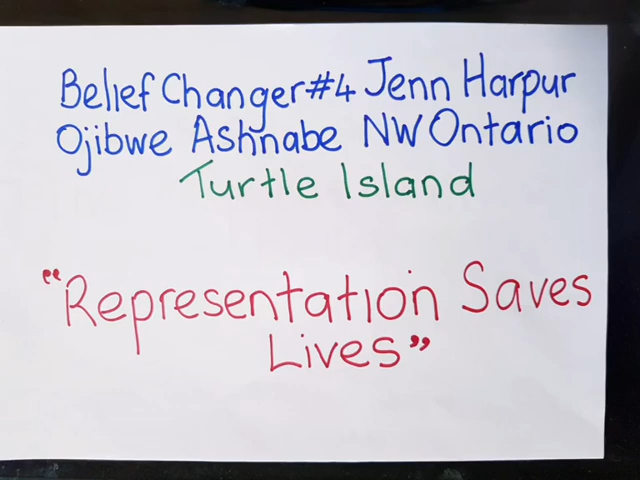 Belief Changer #4 Jenn Harpur
Ojibwe Ashnabe NW Ontario
Turtle Island
"Representation Saves
Lives"